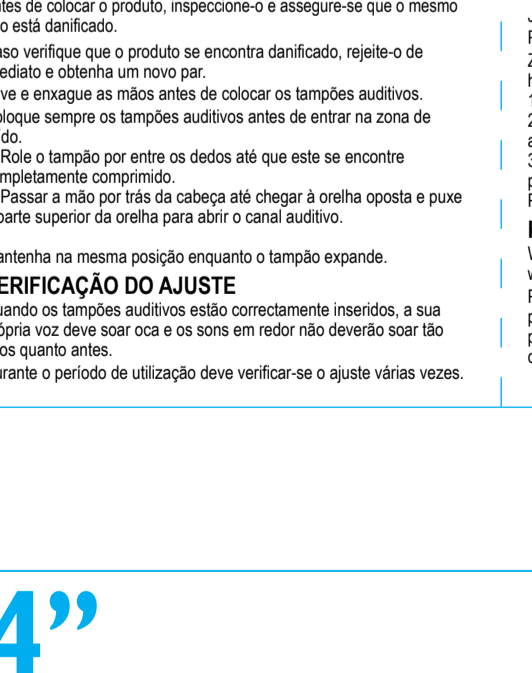 tes de colocar o produto, inspeccione-o e assegure-se que o mesmo
o está danificado.
aso verifique que o produto se encontra danificado, rejeite-o de
ediato e obtenha um novo par.
ve e enxague as mãos antes de colocar os tampões auditivos.
oloque sempre os tampões auditivos antes de entrar na zona de
ído.
Role o tampão por entre os dedos até que este se encontre
mpletamente comprimido.
Passar a mão por trás da cabeça até chegar à orelha oposta e puxe
parte superior da orelha para abrir o canal auditivo.
antenha na mesma posição enquanto o tampão expande.
ERIFICAÇÃO DO AJUSTE
uando os tampões auditivos estão correctamente inseridos, a sua
ópria voz deve soar oca e os sons em redor não deverão soar tão
os quanto antes.
urante o período de utilização deve verificar-se o ajuste várias vezes.
4”